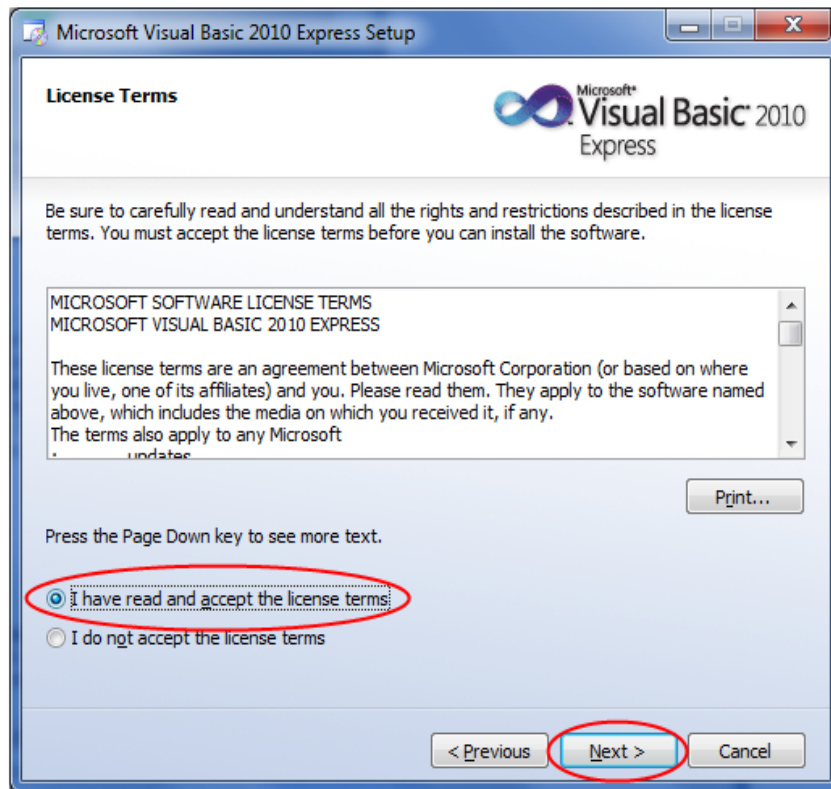 Microsoft Visual Basic 2010 Express Setup
License Terms
Microsoft®
Visual Basic® 2010
Express
Be sure to carefully read and understand all the rights and restrictions described in the license
terms. You must accept the license terms before you can install the software.
MICROSOFT SOFTWARE LICENSE TERMS
MICROSOFT VISUAL BASIC 2010 EXPRESS
These license terms are an agreement between Microsoft Corporation (or based on where
you live, one of its affiliates) and you. Please read them. They apply to the software named
above, which includes the media on which you received it, if any.
The terms also apply to any Microsoft
· updates
Print...
Press the Page Down key to see more text.
I have read and accept the license terms
I do not accept the license terms
< Previous
Next >
Cancel